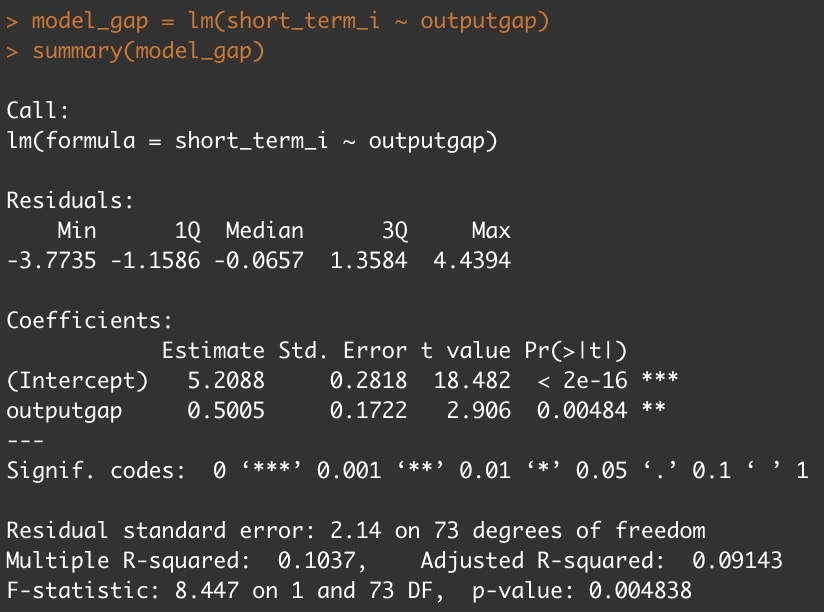 > model_gap = lm(short_term_i ~ outputgap)
> summary(model_gap)

Call:
lm(formula = short_term_i ~ outputgap)

Residuals:
    Min      1Q  Median      3Q     Max
-3.7735 -1.1586 -0.0657  1.3584  4.4394

Coefficients:
            Estimate Std. Error t value Pr(>|t|)
(Intercept)   5.2088     0.2818  18.482  < 2e-16 ***
outputgap     0.5005     0.1722   2.906  0.00484 **
---
Signif. codes:  0 ‘***’ 0.001 ‘**’ 0.01 ‘*’ 0.05 ‘.’ 0.1 ‘ ’ 1

Residual standard error: 2.14 on 73 degrees of freedom
Multiple R-squared:  0.1037,    Adjusted R-squared:  0.09143
F-statistic: 8.447 on 1 and 73 DF,  p-value: 0.004838